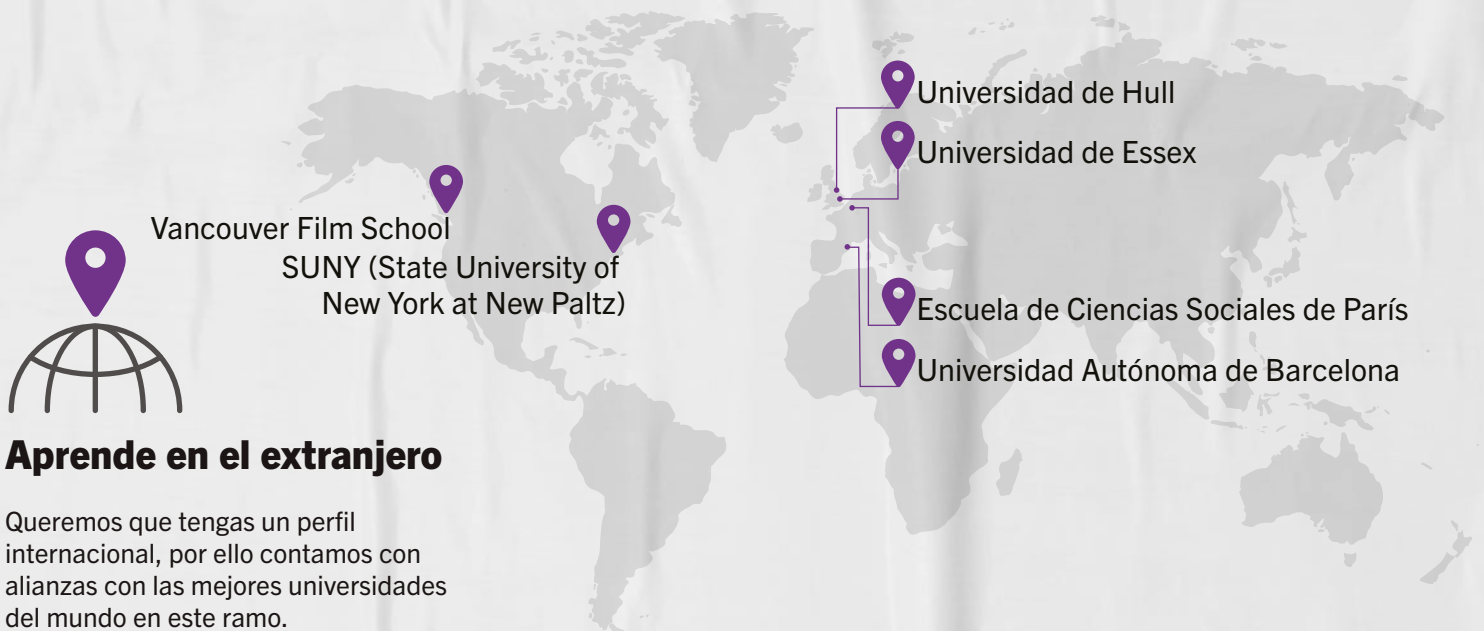 Universidad de Hull
Universidad de Essex
Vancouver Film School
SUNY (State University of
New York at New Paltz)
Escuela de Ciencias Sociales de París
Universidad Autónoma de Barcelona
Aprende en el extranjero
Queremos que tengas un perfil
internacional, por ello contamos con
alianzas con las mejores universidades
del mundo en este ramo.